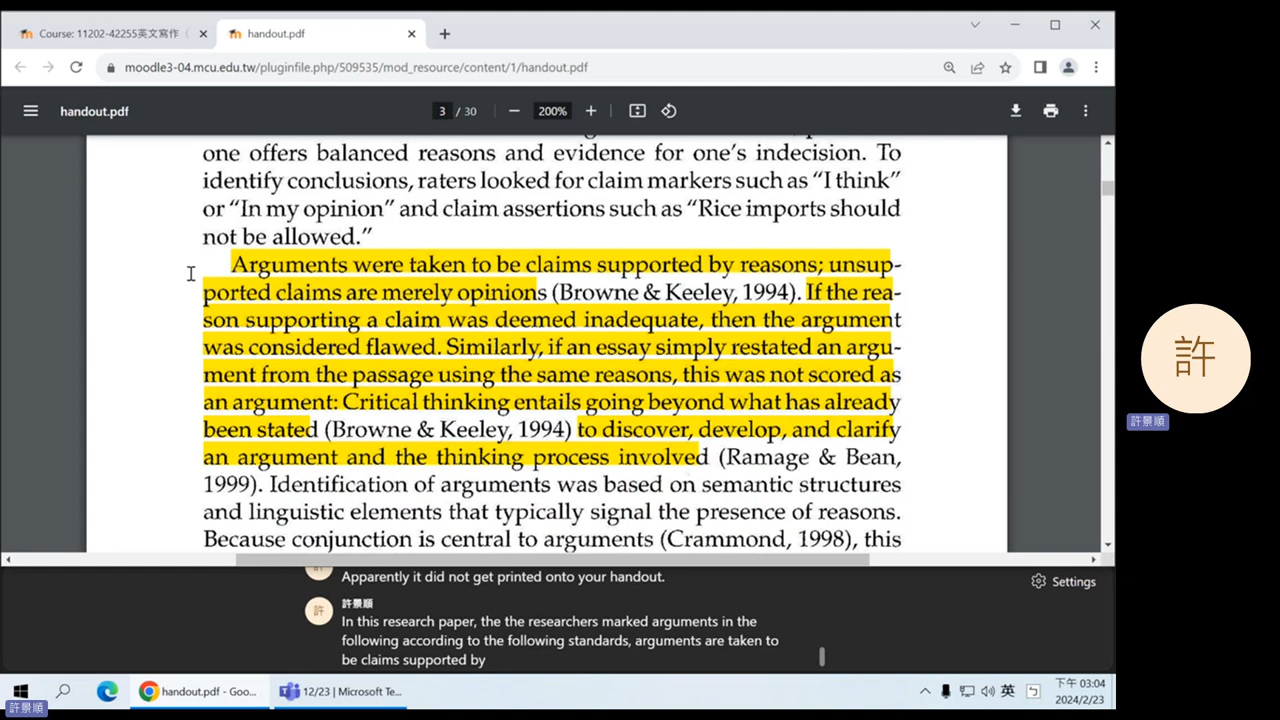 Course: 11202-42255英文寫作（
handout.pdf
moodle3-04.mcu.edu.tw/pluginfile.php/509535/mod_resource/content/1/handout.pdf
handout.pdf
3 / 30
200%
one offers balanced reasons and evidence for one's indecision. To
identify conclusions, raters looked for claim markers such as “I think”
or “In my opinion” and claim assertions such as “Rice imports should
not be allowed.”
Arguments were taken to be claims supported by reasons; unsup-
ported claims are merely opinions (Browne & Keeley, 1994). If the rea-
son supporting a claim was deemed inadequate, then the argument
was considered flawed. Similarly, if an essay simply restated an argu-
ment from the passage using the same reasons, this was not scored as
an argument: Critical thinking entails going beyond what has already
been stated (Browne & Keeley, 1994) to discover, develop, and clarify
an argument and the thinking process involved (Ramage & Bean,
1999). Identification of arguments was based on semantic structures
and linguistic elements that typically signal the presence of reasons.
Because conjunction is central to arguments (Crammond, 1998), this
許
許景順
許
Apparently it did not get printed onto your handout.
Settings
許
許景順
In this research paper, the the researchers marked arguments in the
following according to the following standards, arguments are taken to
be claims supported by
handout.pdf - Goo...
12/23 | Microsoft Te...
英
下午 03:04
2024/2/23
許景順